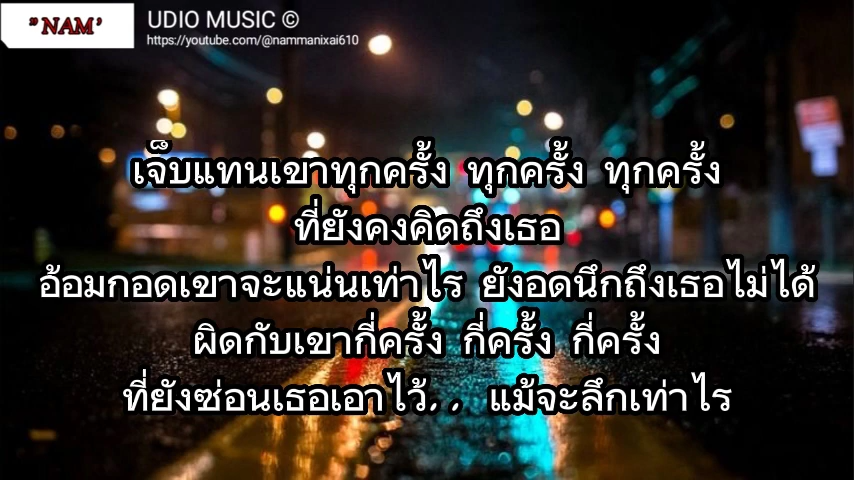 "NAM'
UDIO MUSIC ©
https://youtube.com/@nammanixai610
เจ็บแทนเขาทุกครั้ง ทุกครั้ง ทุกครั้ง
ที่ยังคงคิดถึงเธอ
อ้อมกอดเขาจะแน่นเท่าไร ยังอดนึกถึงเธอไม่ได้
ผิดกับเขากี่ครั้ง กี่ครั้ง กี่ครั้ง
ที่ยังซ่อนเธอเอาไว้, , แม้จะลึกเท่าไร